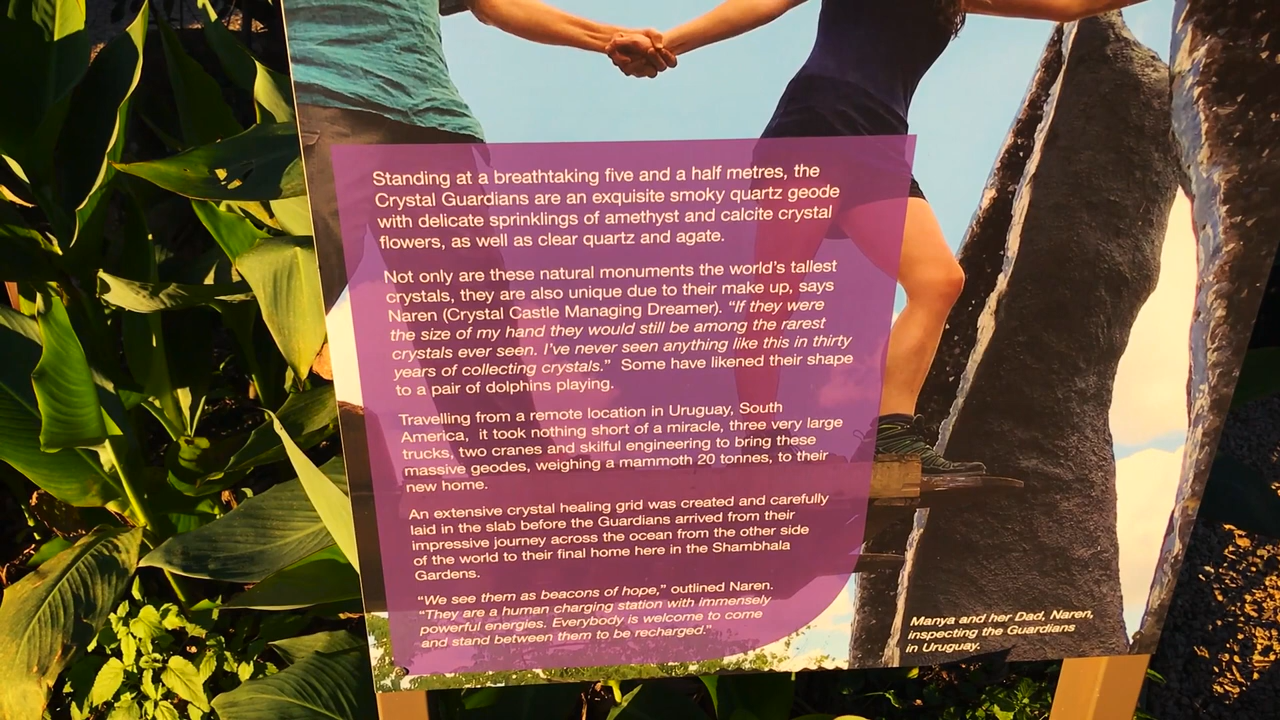 Standing at a breathtaking five and a half metres, the
Crystal Guardians are an exquisite smoky quartz geode
with delicate sprinklings of amethyst and calcite crystal
flowers, as well as clear quartz and agate.
Not only are these natural monuments the world's tallest
crystals, they are also unique due to their make up, says
Naren (Crystal Castle Managing Dreamer). "If they were
the size of my hand they would still be among the rarest
crystals ever seen. I've never seen anything like this in thirty
years of collecting crystals." Some have likened their shape
to a pair of dolphins playing.
Travelling from a remote location in Uruguay, South
America, it took nothing short of a miracle, three very large
trucks, two cranes and skilful engineering to bring these
massive geodes, weighing a mammoth 20 tonnes, to their
new home.
An extensive crystal healing grid was created and carefully
laid in the slab before the Guardians arrived from their
impressive journey across the ocean from the other side
of the world to their final home here in the Shambhala
Gardens.
"We see them as beacons of hope," outlined Naren.
"They are a human charging station with immensely
powerful energies. Everybody is welcome to come
and stand between them to be recharged."
Manya and her Dad, Naren,
inspecting the Guardians
in Uruguay.